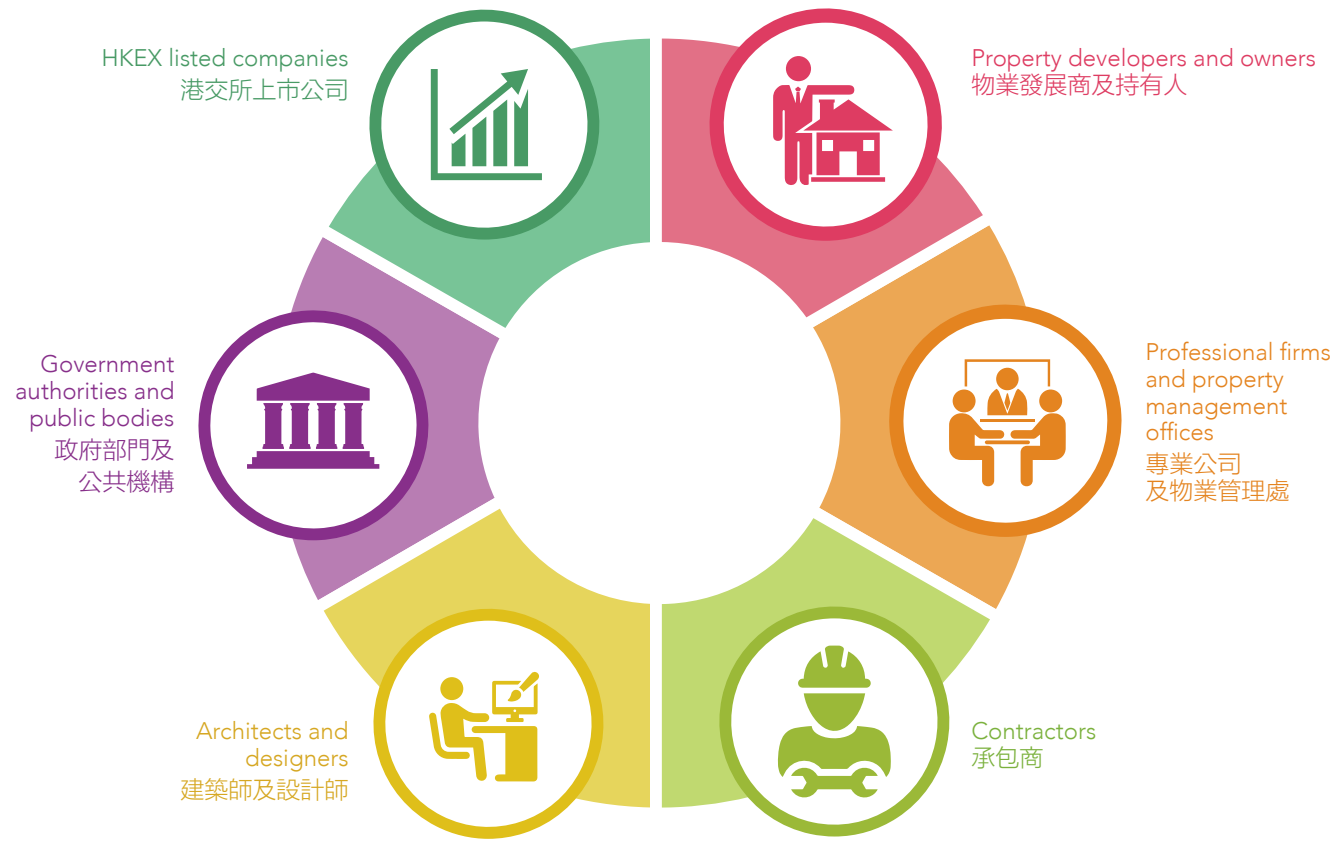 HKEX listed companies
港交所上市公司
Property developers and owners
物業發展商及持有人
Government
authorities and
public bodies
政府部門及
公共機構
Professional firms
and property
management
offices
專業公司
及物業管理處
Architects and
designers
建築師及設計師
Contractors
承包商